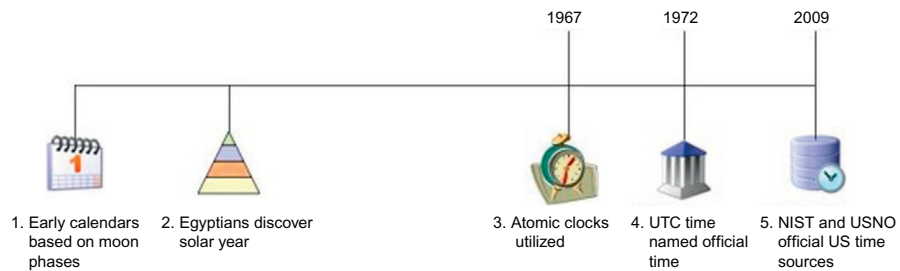 1967
1972
2009
1
1. Early calendars
based on moon
phases
2. Egyptians discover
solar year
3. Atomic clocks
utilized
4. UTC time
named official
time
5. NIST and USNO
official US time
sources